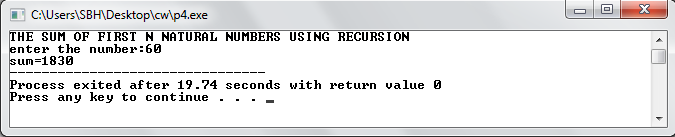 C:\Users\SBH\Desktop\cw\p4.exe
THE SUM OF FIRST N NATURAL NUMBERS USING RECURSION
enter the number:60
sum=1830
--------------------------------
Process exited after 19.74 seconds with return value 0
Press any key to continue . . .